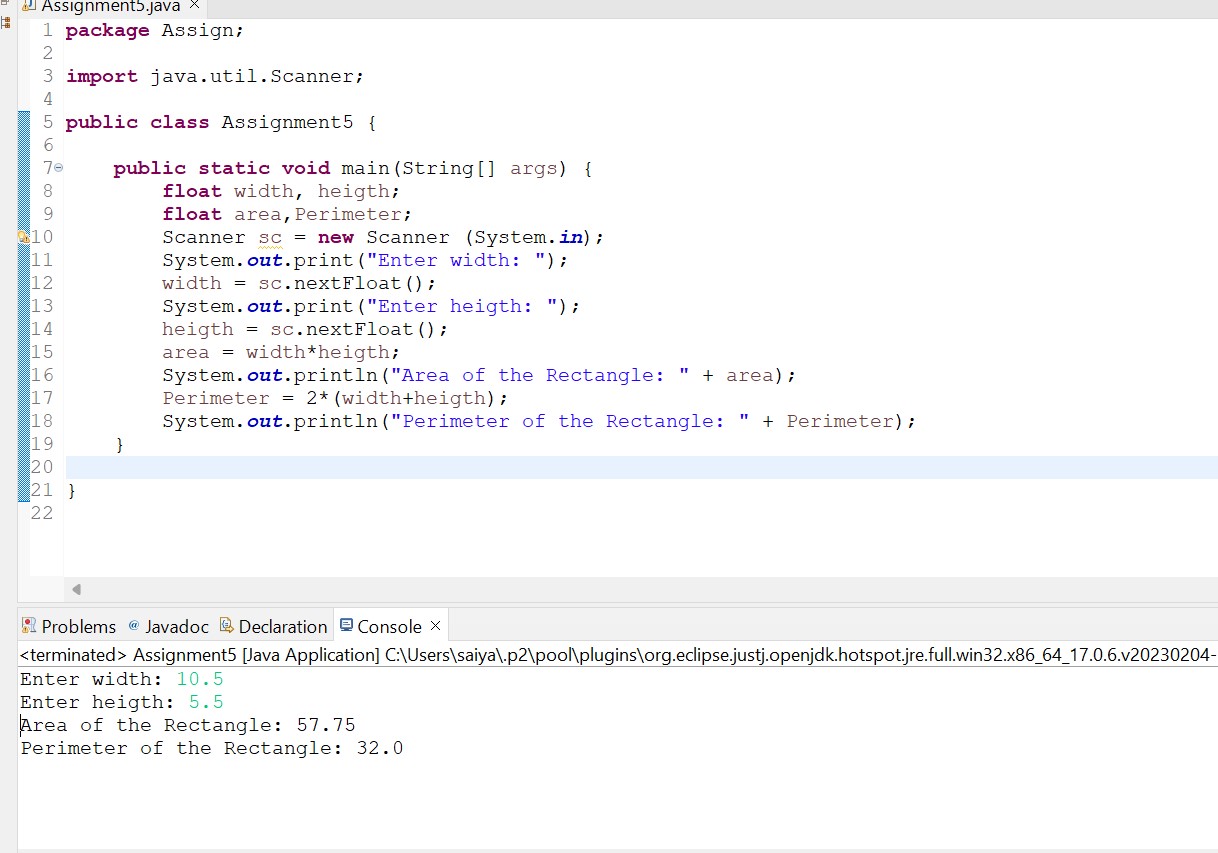 Assignment5.java ×
1 package Assign;
2
3 import java.util.Scanner;
4
5 public class Assignment5 {
6
7     public static void main(String[] args) {
8         float width, heigth;
9         float area,Perimeter;
10         Scanner sc = new Scanner (System.in);
11         System.out.print("Enter width: ");
12         width = sc.nextFloat();
13         System.out.print("Enter heigth: ");
14         heigth = sc.nextFloat();
15         area = width*heigth;
16         System.out.println("Area of the Rectangle: " + area);
17         Perimeter = 2*(width+heigth);
18         System.out.println("Perimeter of the Rectangle: " + Perimeter);
19     }
20
21 }
22
Problems @ Javadoc Declaration Console ×
<terminated> Assignment5 [Java Application] C:\Users\saiya\.p2\pool\plugins\org.eclipse.justj.openjdk.hotspot.jre.full.win32.x86_64_17.0.6.v20230204-
Enter width: 10.5
Enter heigth: 5.5
Area of the Rectangle: 57.75
Perimeter of the Rectangle: 32.0